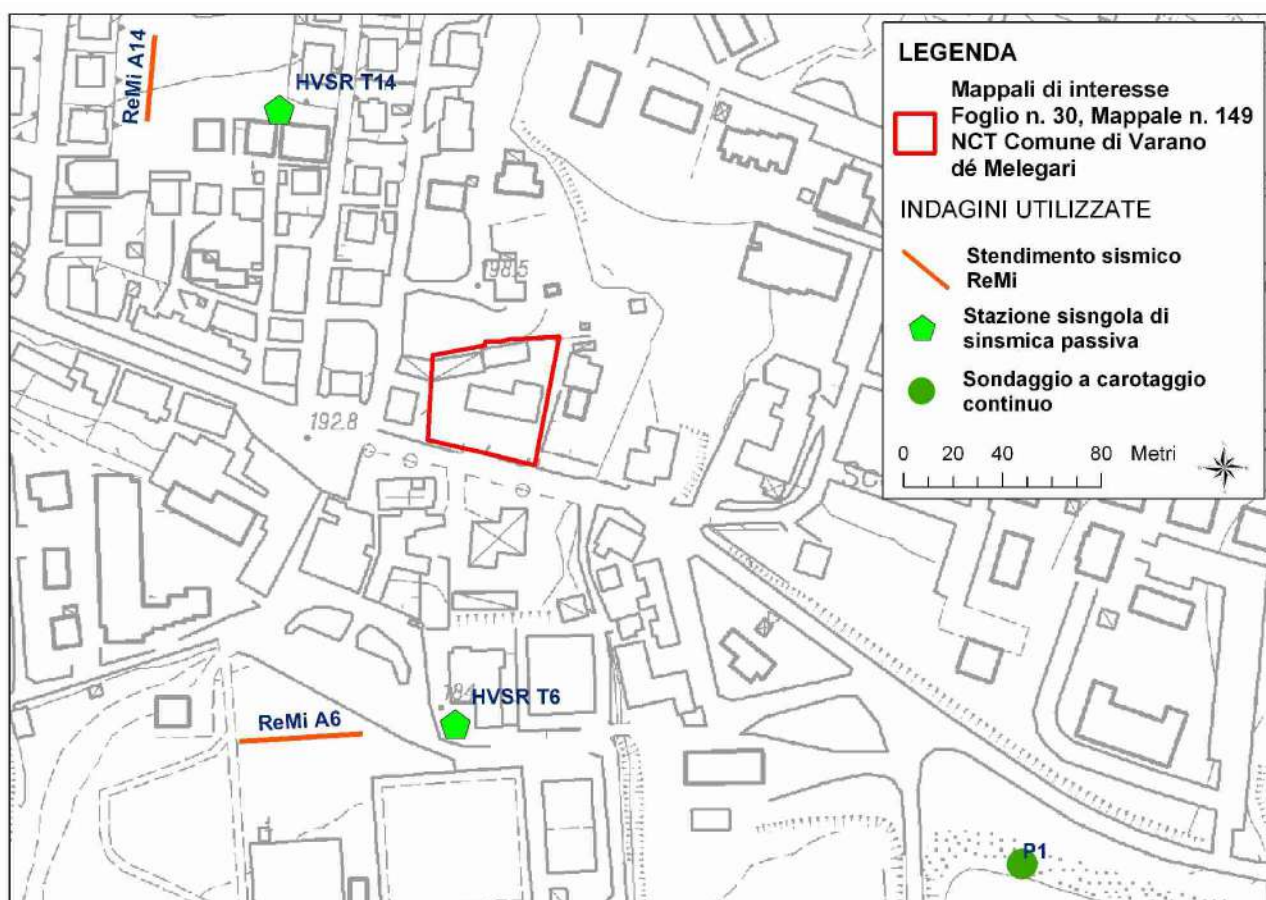 ReMi A14
HVSR T14
LEGENDA
Mappali di interesse
Foglio n. 30, Mappale n. 149
NCT Comune di Varano
dé Melegari
INDAGINI UTILIZZATE
Stendimento sismico
ReMi
Stazione sisngola di
sinsmica passiva
Sondaggio a carotaggio
continuo
0 20 40 80 Metri
98.5
192.8
SC
184
HVSR T6
ReMi A6
P1